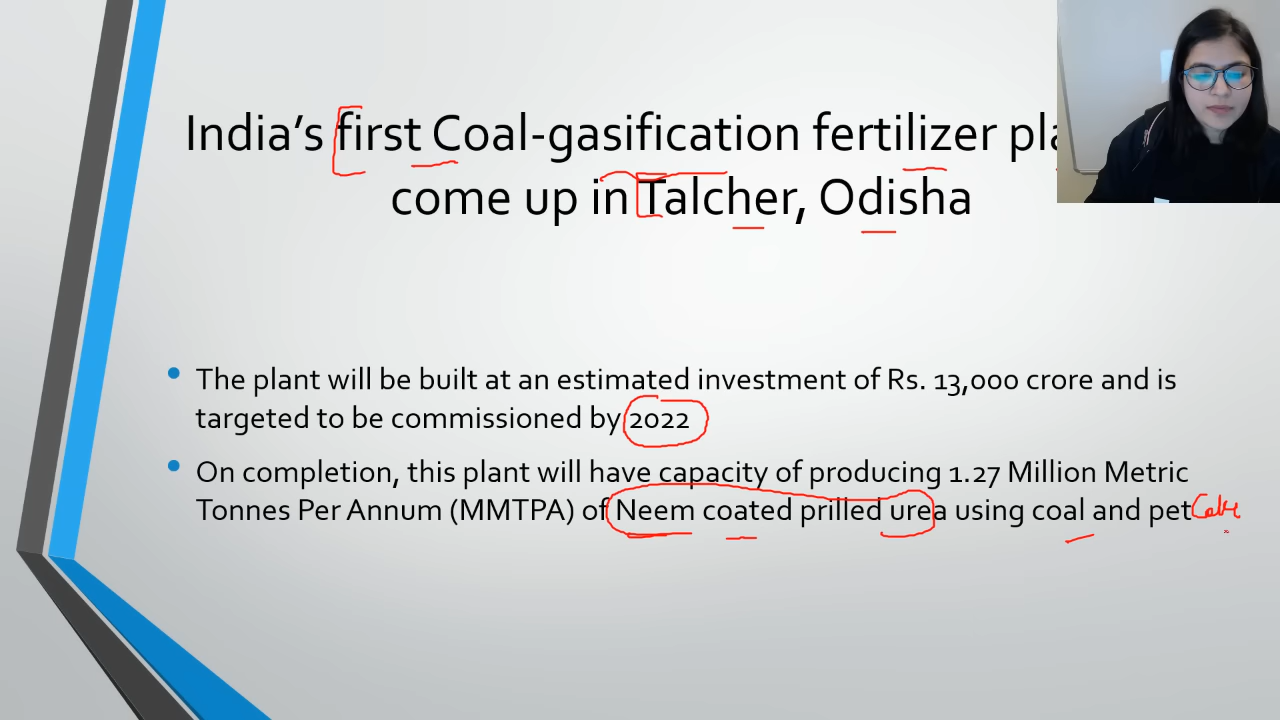 India's first Coal-gasification fertilizer pla
come up in Talcher, Odisha
The plant will be built at an estimated investment of Rs. 13,000 crore and is
targeted to be commissioned by 2022
On completion, this plant will have capacity of producing 1.27 Million Metric
Tonnes Per Annum (MMTPA) of Neem coated prilled urea using coal and pet